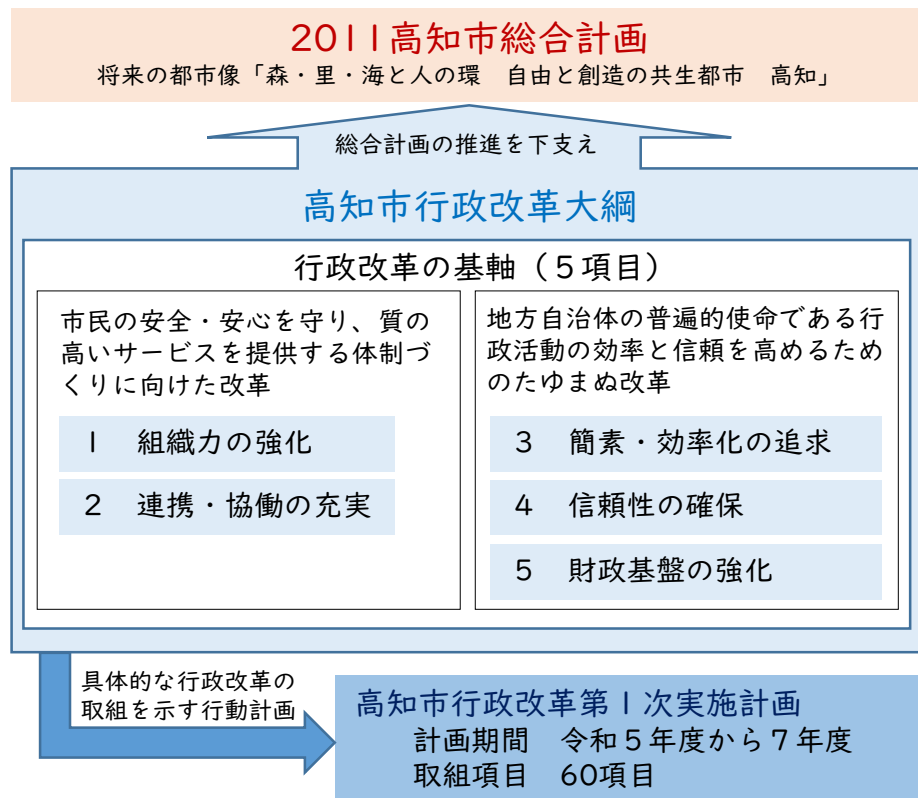 2011高知市総合計画
将来の都市像「森・里・海と人の環　自由と創造の共生都市　高知」
総合計画の推進を下支え
高知市行政改革大綱
行政改革の基軸（５項目）
市民の安全・安心を守り、質の
高いサービスを提供する体制づ
くりに向けた改革
1　組織力の強化
2　連携・協働の充実
地方自治体の普遍的使命である行
政活動の効率と信頼を高めるため
のたゆまぬ改革
3　簡素・効率化の追求
4　信頼性の確保
5　財政基盤の強化
具体的な行政改革の
取組を示す行動計画
高知市行政改革第１次実施計画
計画期間　令和５年度から７年度
取組項目　60項目